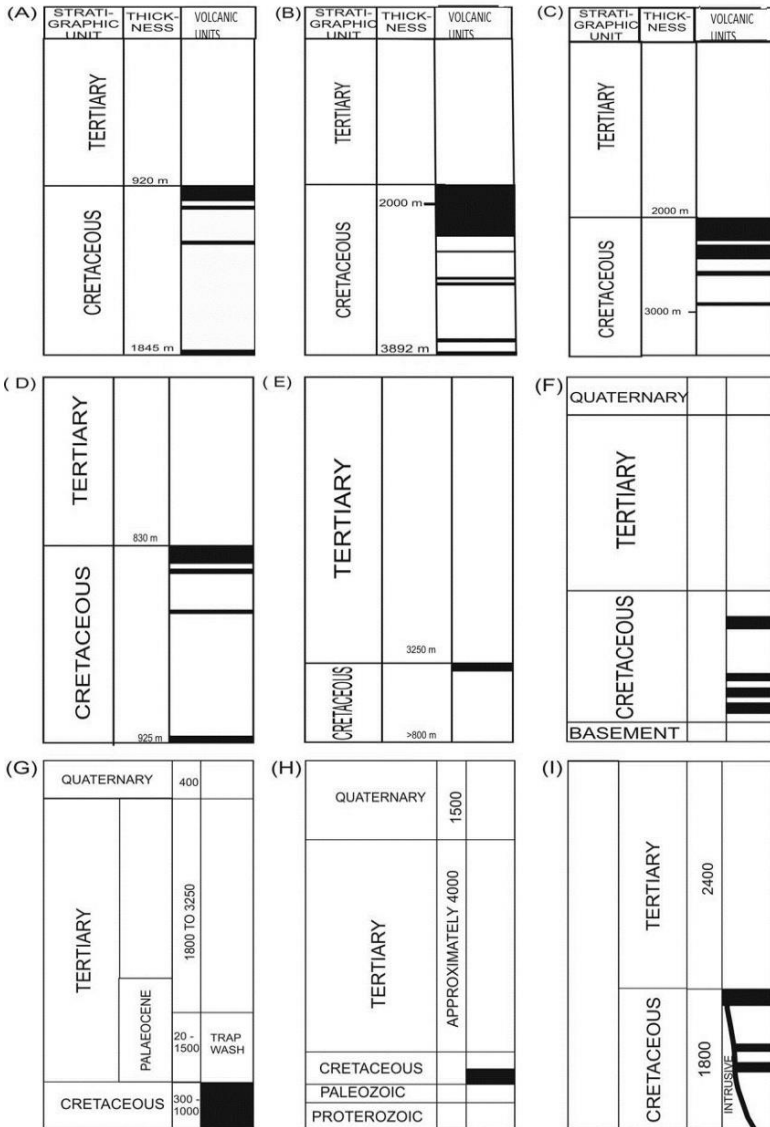 (A)
STRATI-
GRAPHIC
UNIT
THICK-
NESS
VOLCANIC
UNITS
TERTIARY
920 m
CRETACEOUS
1845 m
(B)
STRATI-
GRAPHIC
UNIT
THICK-
NESS
VOLCANIC
UNITS
TERTIARY
2000 m
CRETACEOUS
3892 m
(C)
STRATI-
GRAPHIC
UNIT
THICK-
NESS
VOLCANIC
UNITS
TERTIARY
2000 m
CRETACEOUS
3000 m
( D)
TERTIARY
830 m
CRETACEOUS
925 m
(E)
TERTIARY
3250 m
CRETACEOUS
>800 m
(F)
QUATERNARY
TERTIARY
CRETACEOUS
BASEMENT
(G)
QUATERNARY
400
TERTIARY
1800 TO 3250
PALAEOCENE
20 -
1500
TRAP
WASH
CRETACEOUS
300 -
1000
(H)
QUATERNARY
1500
TERTIARY
APPROXIMATELY 4000
CRETACEOUS
PALEOZOIC
PROTEROZOIC
(I)
TERTIARY
2400
CRETACEOUS
1800
INTRUSIVE